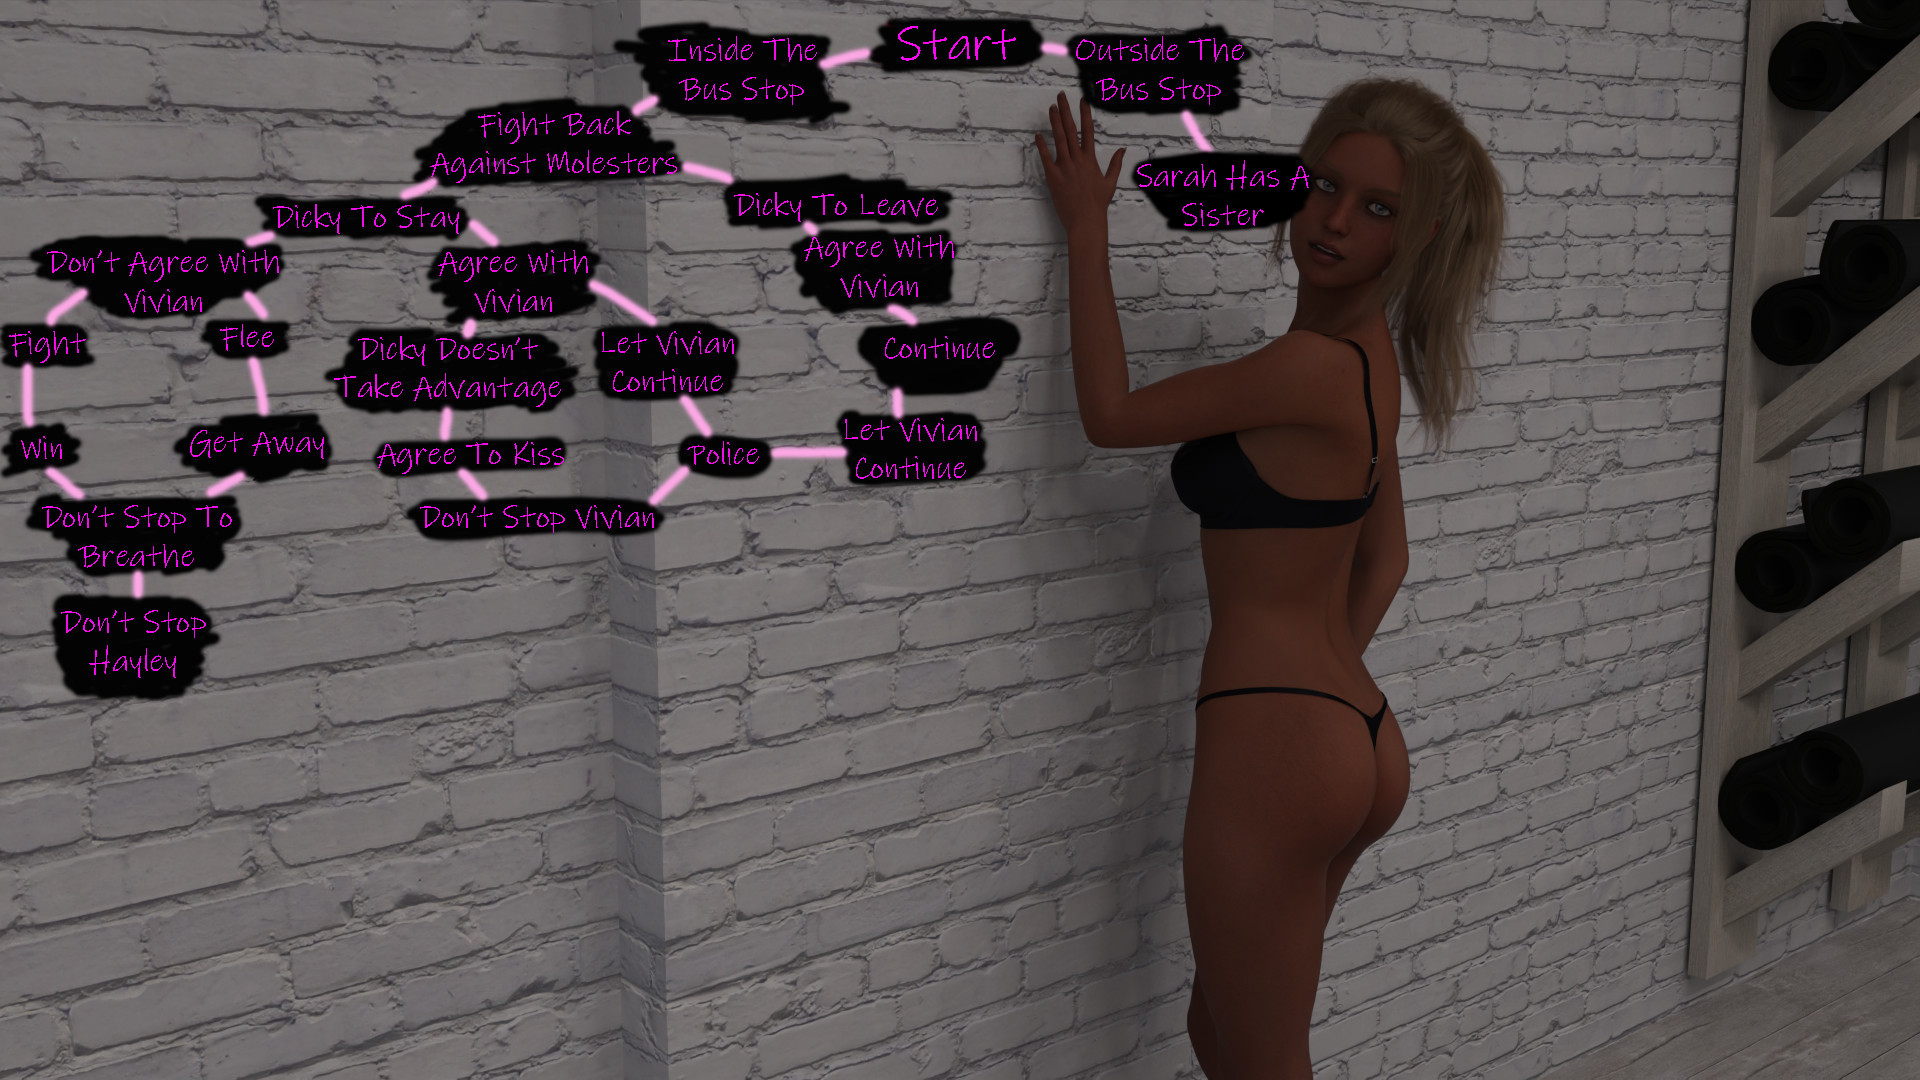 Start
Inside The
Bus Stop
Outside The
Bus Stop
Fight Back
Against Molesters
Sarah Has A
Sister
Dicky To Stay
Dicky To Leave
Don't Agree With
Vivian
Agree With
Vivian
Agree With
Vivian
Fight
Flee
Dicky Doesn't
Take Advantage
Let Vivian
Continue
Continue
Win
Get Away
Agree To Kiss
Police
Let Vivian
Continue
Don't Stop To
Breathe
Don't Stop Vivian
Don't Stop
Hayley